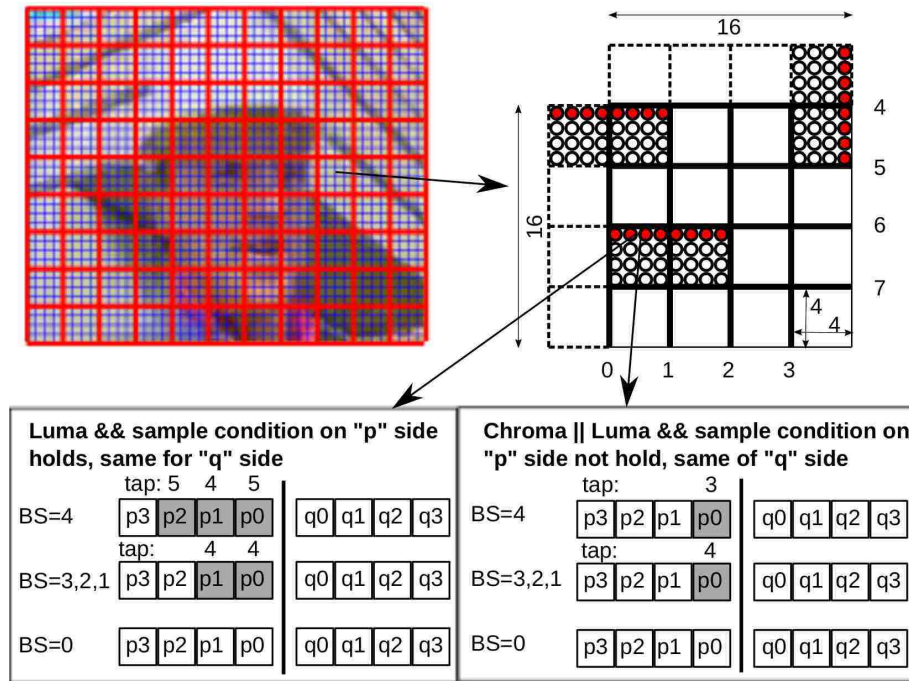 16
4
5
16
6
7
4
4
0 1 2 3
Luma && sample condition on "p" side
holds, same for "q" side
tap: 5 4 5
BS=4 p3 p2 p1 p0 q0 q1 q2 q3
tap: 4 4
BS=3,2,1 p3 p2 p1 p0 q0 q1 q2 q3
BS=0 p3 p2 p1 p0 q0 q1 q2 q3
Chroma || Luma && sample condition on
"p" side not hold, same of "q" side
tap: 3
BS=4 p3 p2 p1 p0 q0 q1 q2 q3
tap: 4
BS=3,2,1 p3 p2 p1 p0 q0 q1 q2 q3
BS=0 p3 p2 p1 p0 q0 q1 q2 q3